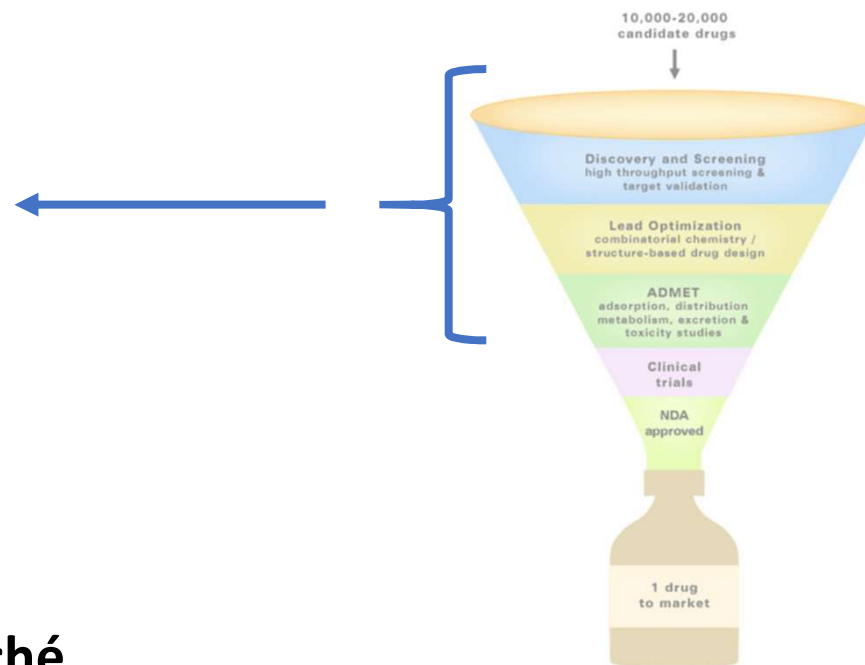 10,000-20,000
candidate drugs
Discovery and Screening
high throughput screening &
target validation
Lead Optimization
combinatorial chemistry /
structure-based drug design
ADMET
adsorption, distribution
metabolism, excretion &
toxicity studies
Clinical
trials
NDA
approved
1 drug
to market